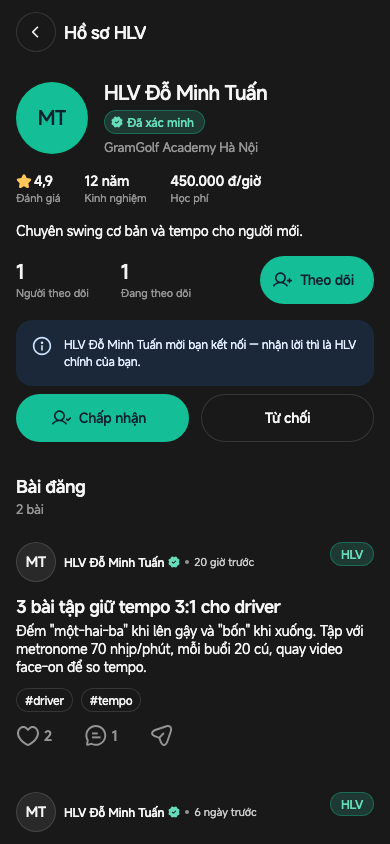 Hồ sơ HLV
MT
HLV Đỗ Minh Tuấn
Đã xác minh
GramGolf Academy Hà Nội
4,9
12 năm
450.000 đ/giờ
Đánh giá
Kinh nghiệm
Học phí
Chuyên swing cơ bản và tempo cho người mới.
1
1
Người theo dõi
Đang theo dõi
Theo dõi
HLV Đỗ Minh Tuấn mời bạn kết nối — nhận lời thì là HLV
chính của bạn.
Chấp nhận
Từ chối
Bài đăng
2 bài
MT
HLV Đỗ Minh Tuấn • 20 giờ trước
HLV
3 bài tập giữ tempo 3:1 cho driver
Đếm "một-hai-ba" khi lên gậy và "bốn" khi xuống. Tập với
metronome 70 nhịp/phút, mỗi buổi 20 cú, quay video
face-on để so tempo.
#driver
#tempo
2
1
MT
HLV Đỗ Minh Tuấn • 6 ngày trước
HLV